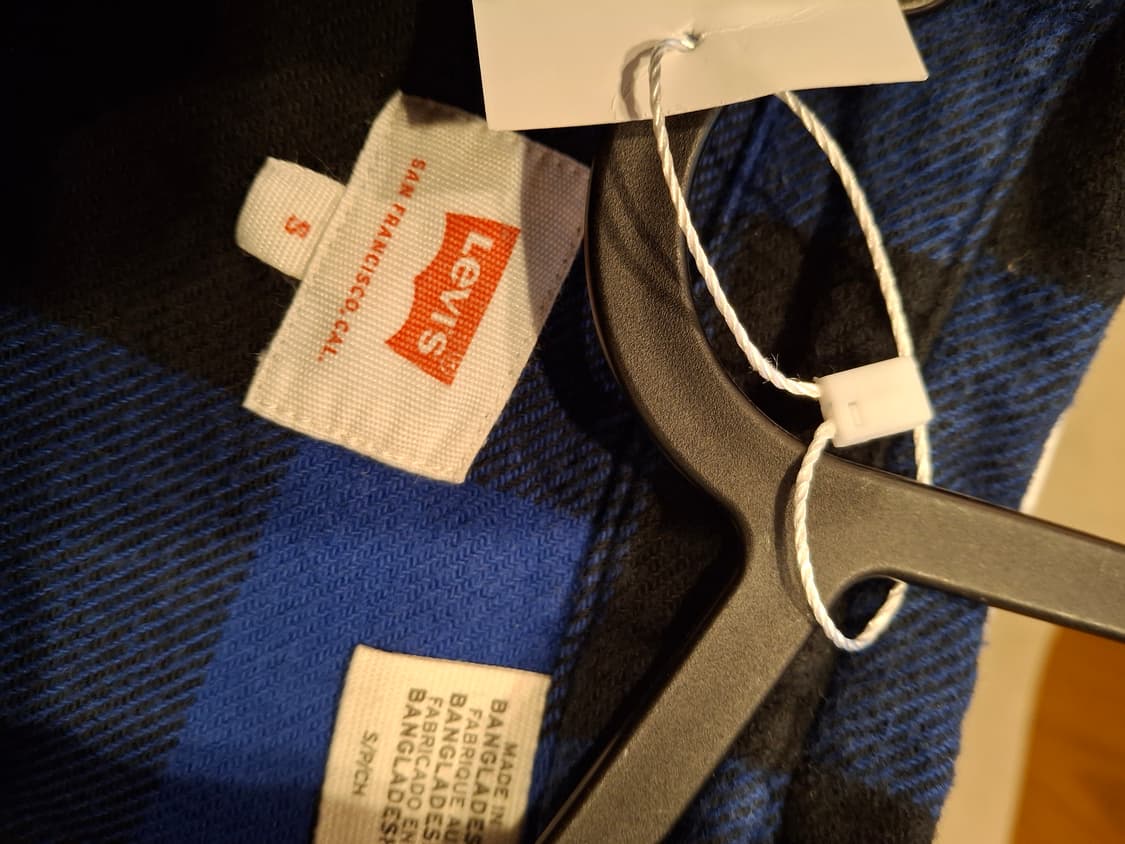 LeVI'S
SAN FRANCISCO, CAL.
S
MADE IN
BANGLADES
FABRIQUE AU
BANGLADES
FABRICADO EN
BANGLADESH
S/P/CH